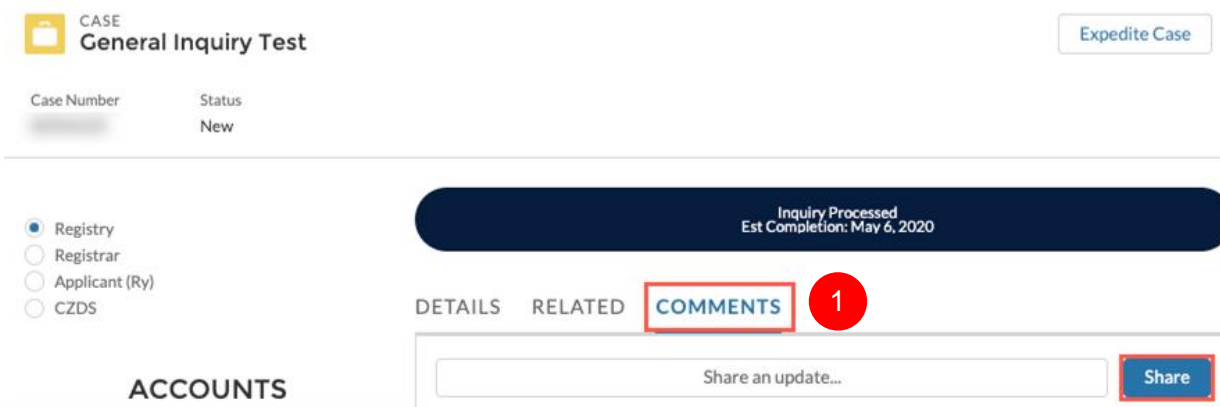 CASE
General Inquiry Test
Expedite Case
Case Number
Status
New
Registry
Registrar
Applicant (Ry)
CZDS
ACCOUNTS
Inquiry Processed
Est Completion: May 6, 2020
DETAILS RELATED COMMENTS 1
Share an update... Share